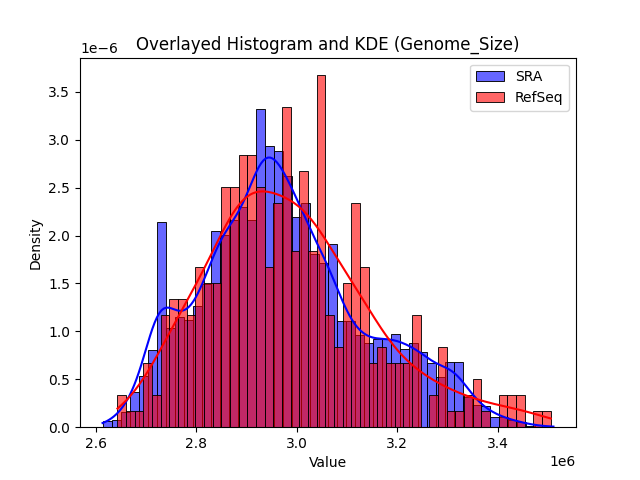 Overlayed Histogram and KDE (Genome_Size)
1e−6
SRA
RefSeq
3.5
3.0
2.5
2.0
1.5
1.0
0.5
0.0
Density
2.6 2.8 3.0 3.2 3.4
1e6
Value